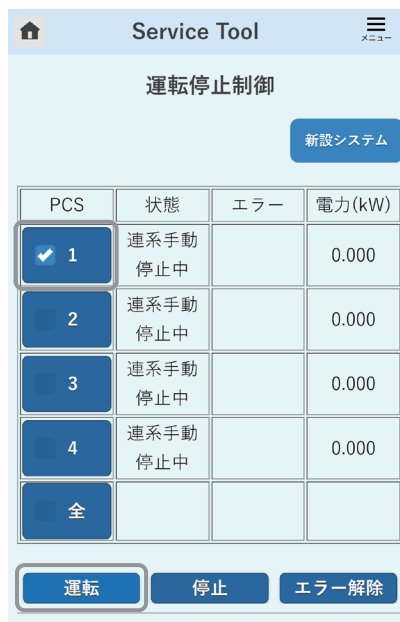 Service Tool
メニュー
運転停止制御
新設システム
PCS 状態 エラー 電力(kW)
1 連系手動 0.000
停止中
2 連系手動 0.000
停止中
3 連系手動 0.000
停止中
4 連系手動 0.000
停止中
全
運転 停止 エラー解除